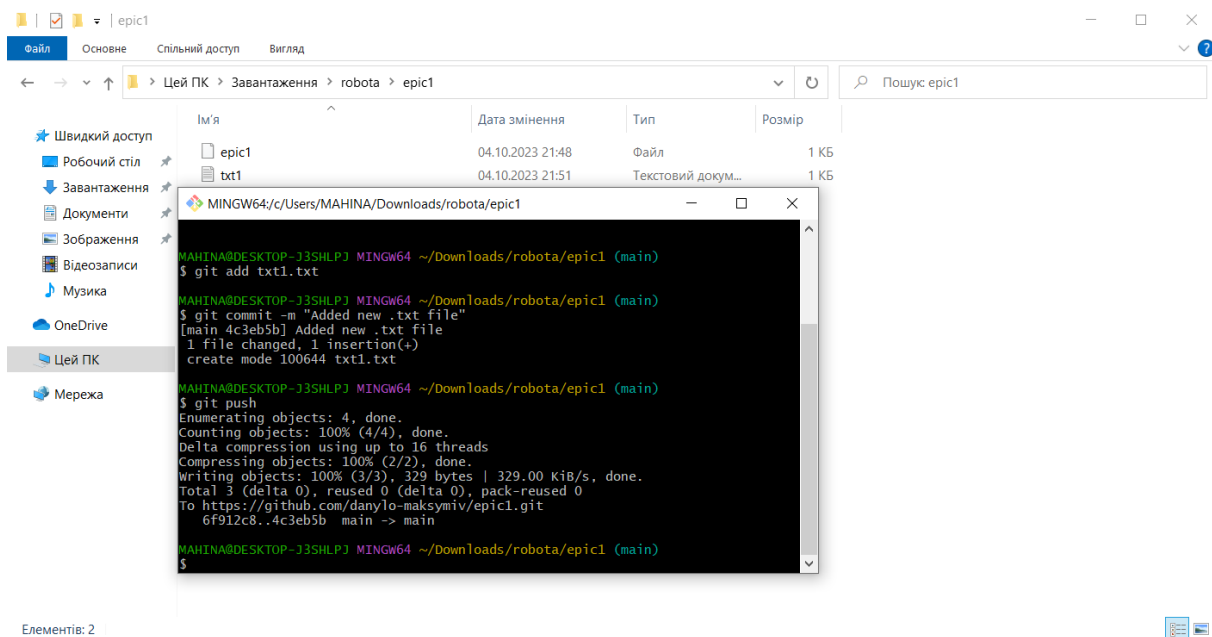 epic1
Файл Основне Спільний доступ Вигляд
Цей ПК > Завантаження > robota > epic1
Пошук: epic1
Ім'я Дата змінення Тип Розмір
epic1 04.10.2023 21:48 Файл 1 КБ
txt1 04.10.2023 21:51 Текстовий докум... 1 КБ
Швидкий доступ
Робочий стіл
Завантаження
Документи
Зображення
Відеозаписи
Музика
OneDrive
Цей ПК
Мережа
MINGW64:/c/Users/MAHINA/Downloads/robota/epic1
MAHINA@DESKTOP-J3SHLPJ MINGW64 ~/Downloads/robota/epic1 (main)
$ git add txt1.txt
MAHINA@DESKTOP-J3SHLPJ MINGW64 ~/Downloads/robota/epic1 (main)
$ git commit -m "Added new .txt file"
[main 4c3eb5b] Added new .txt file
1 file changed, 1 insertion(+)
create mode 100644 txt1.txt
MAHINA@DESKTOP-J3SHLPJ MINGW64 ~/Downloads/robota/epic1 (main)
$ git push
Enumerating objects: 4, done.
Counting objects: 100% (4/4), done.
Delta compression using up to 16 threads
Compressing objects: 100% (2/2), done.
Writing objects: 100% (3/3), 329 bytes | 329.00 KiB/s, done.
Total 3 (delta 0), reused 0 (delta 0), pack-reused 0
To https://github.com/danylo-maksymiv/epic1.git
6f912c8..4c3eb5b main -> main
MAHINA@DESKTOP-J3SHLPJ MINGW64 ~/Downloads/robota/epic1 (main)
$
Елементів: 2